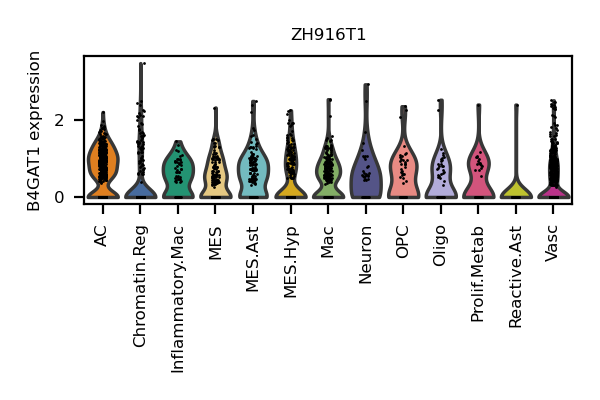 ZH916T1
B4GAT1 expression
2
0
AC
Chromatin.Reg
Inflammatory.Mac
MES
MES.Ast
MES.Hyp
Mac
Neuron
OPC
Oligo
Prolif.Metab
Reactive.Ast
Vasc